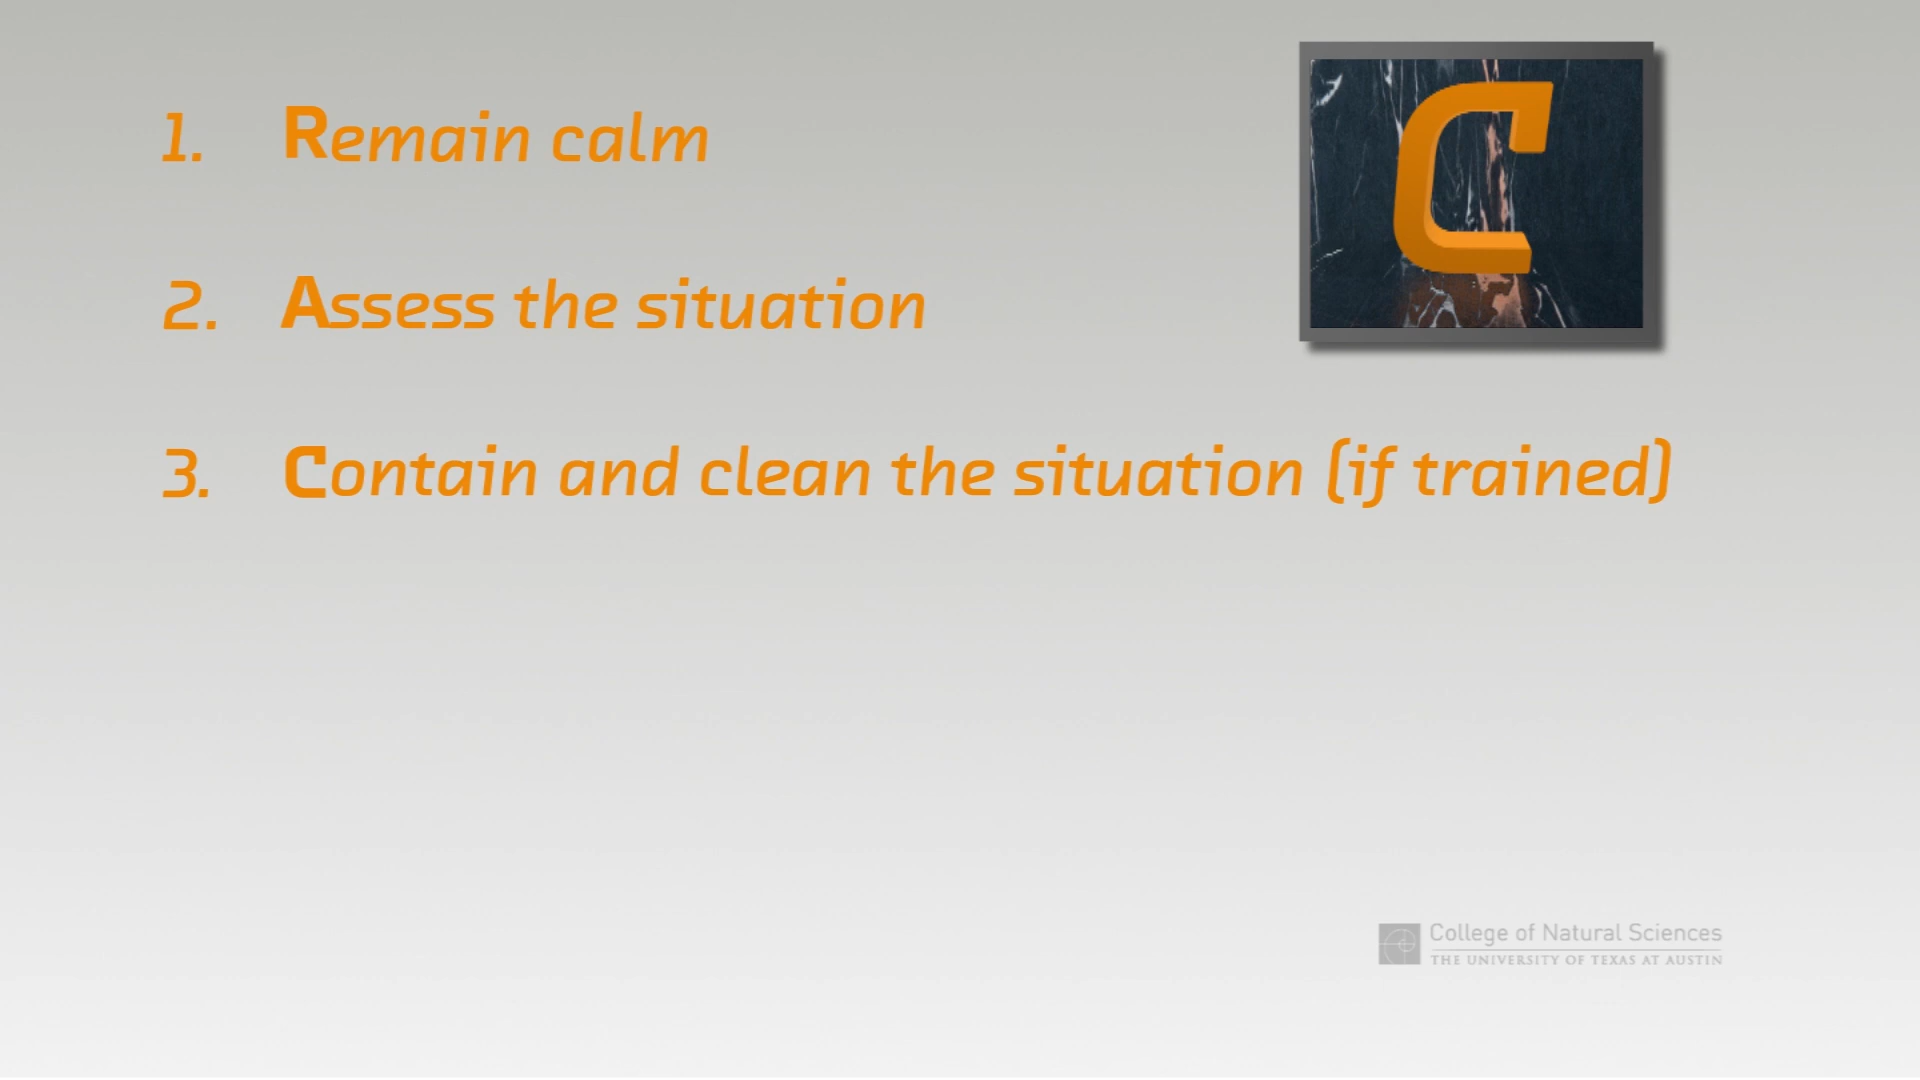 1. Remain calm
C
2. Assess the situation
3. Contain and clean the situation (if trained)
College of Natural Sciences
THE UNIVERSITY OF TEXAS AT AUSTIN